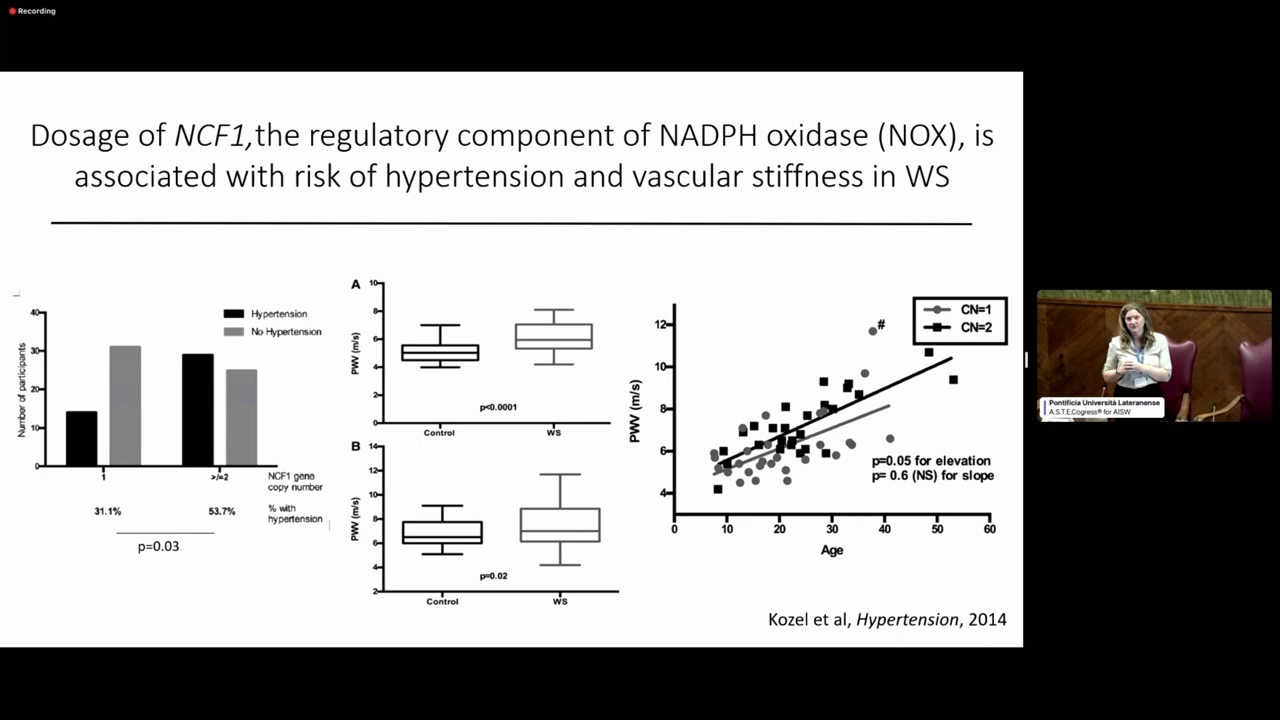 Recording
Dosage of NCF1, the regulatory component of NADPH oxidase (NOX), is
associated with risk of hypertension and vascular stiffness in WS
40
30
20
10
0
Number of participants
Hypertension
No Hypertension
1
>/=2
NCF1 gene
copy number
31.1%
53.7%
% with
hypertension
p=0.03
A
10
8
6
4
2
0
PWV (m/s)
p<0.0001
Control
WS
B
14
12
10
8
6
4
2
PWV (m/s)
p=0.02
Control
WS
12
10
8
6
4
PWV (m/s)
#
CN=1
CN=2
p=0.05 for elevation
p= 0.6 (NS) for slope
0
10
20
30
40
50
60
Age
Kozel et al, Hypertension, 2014
Pontificia Università Lateranense
A.S.T.E.Cogress® for AISW